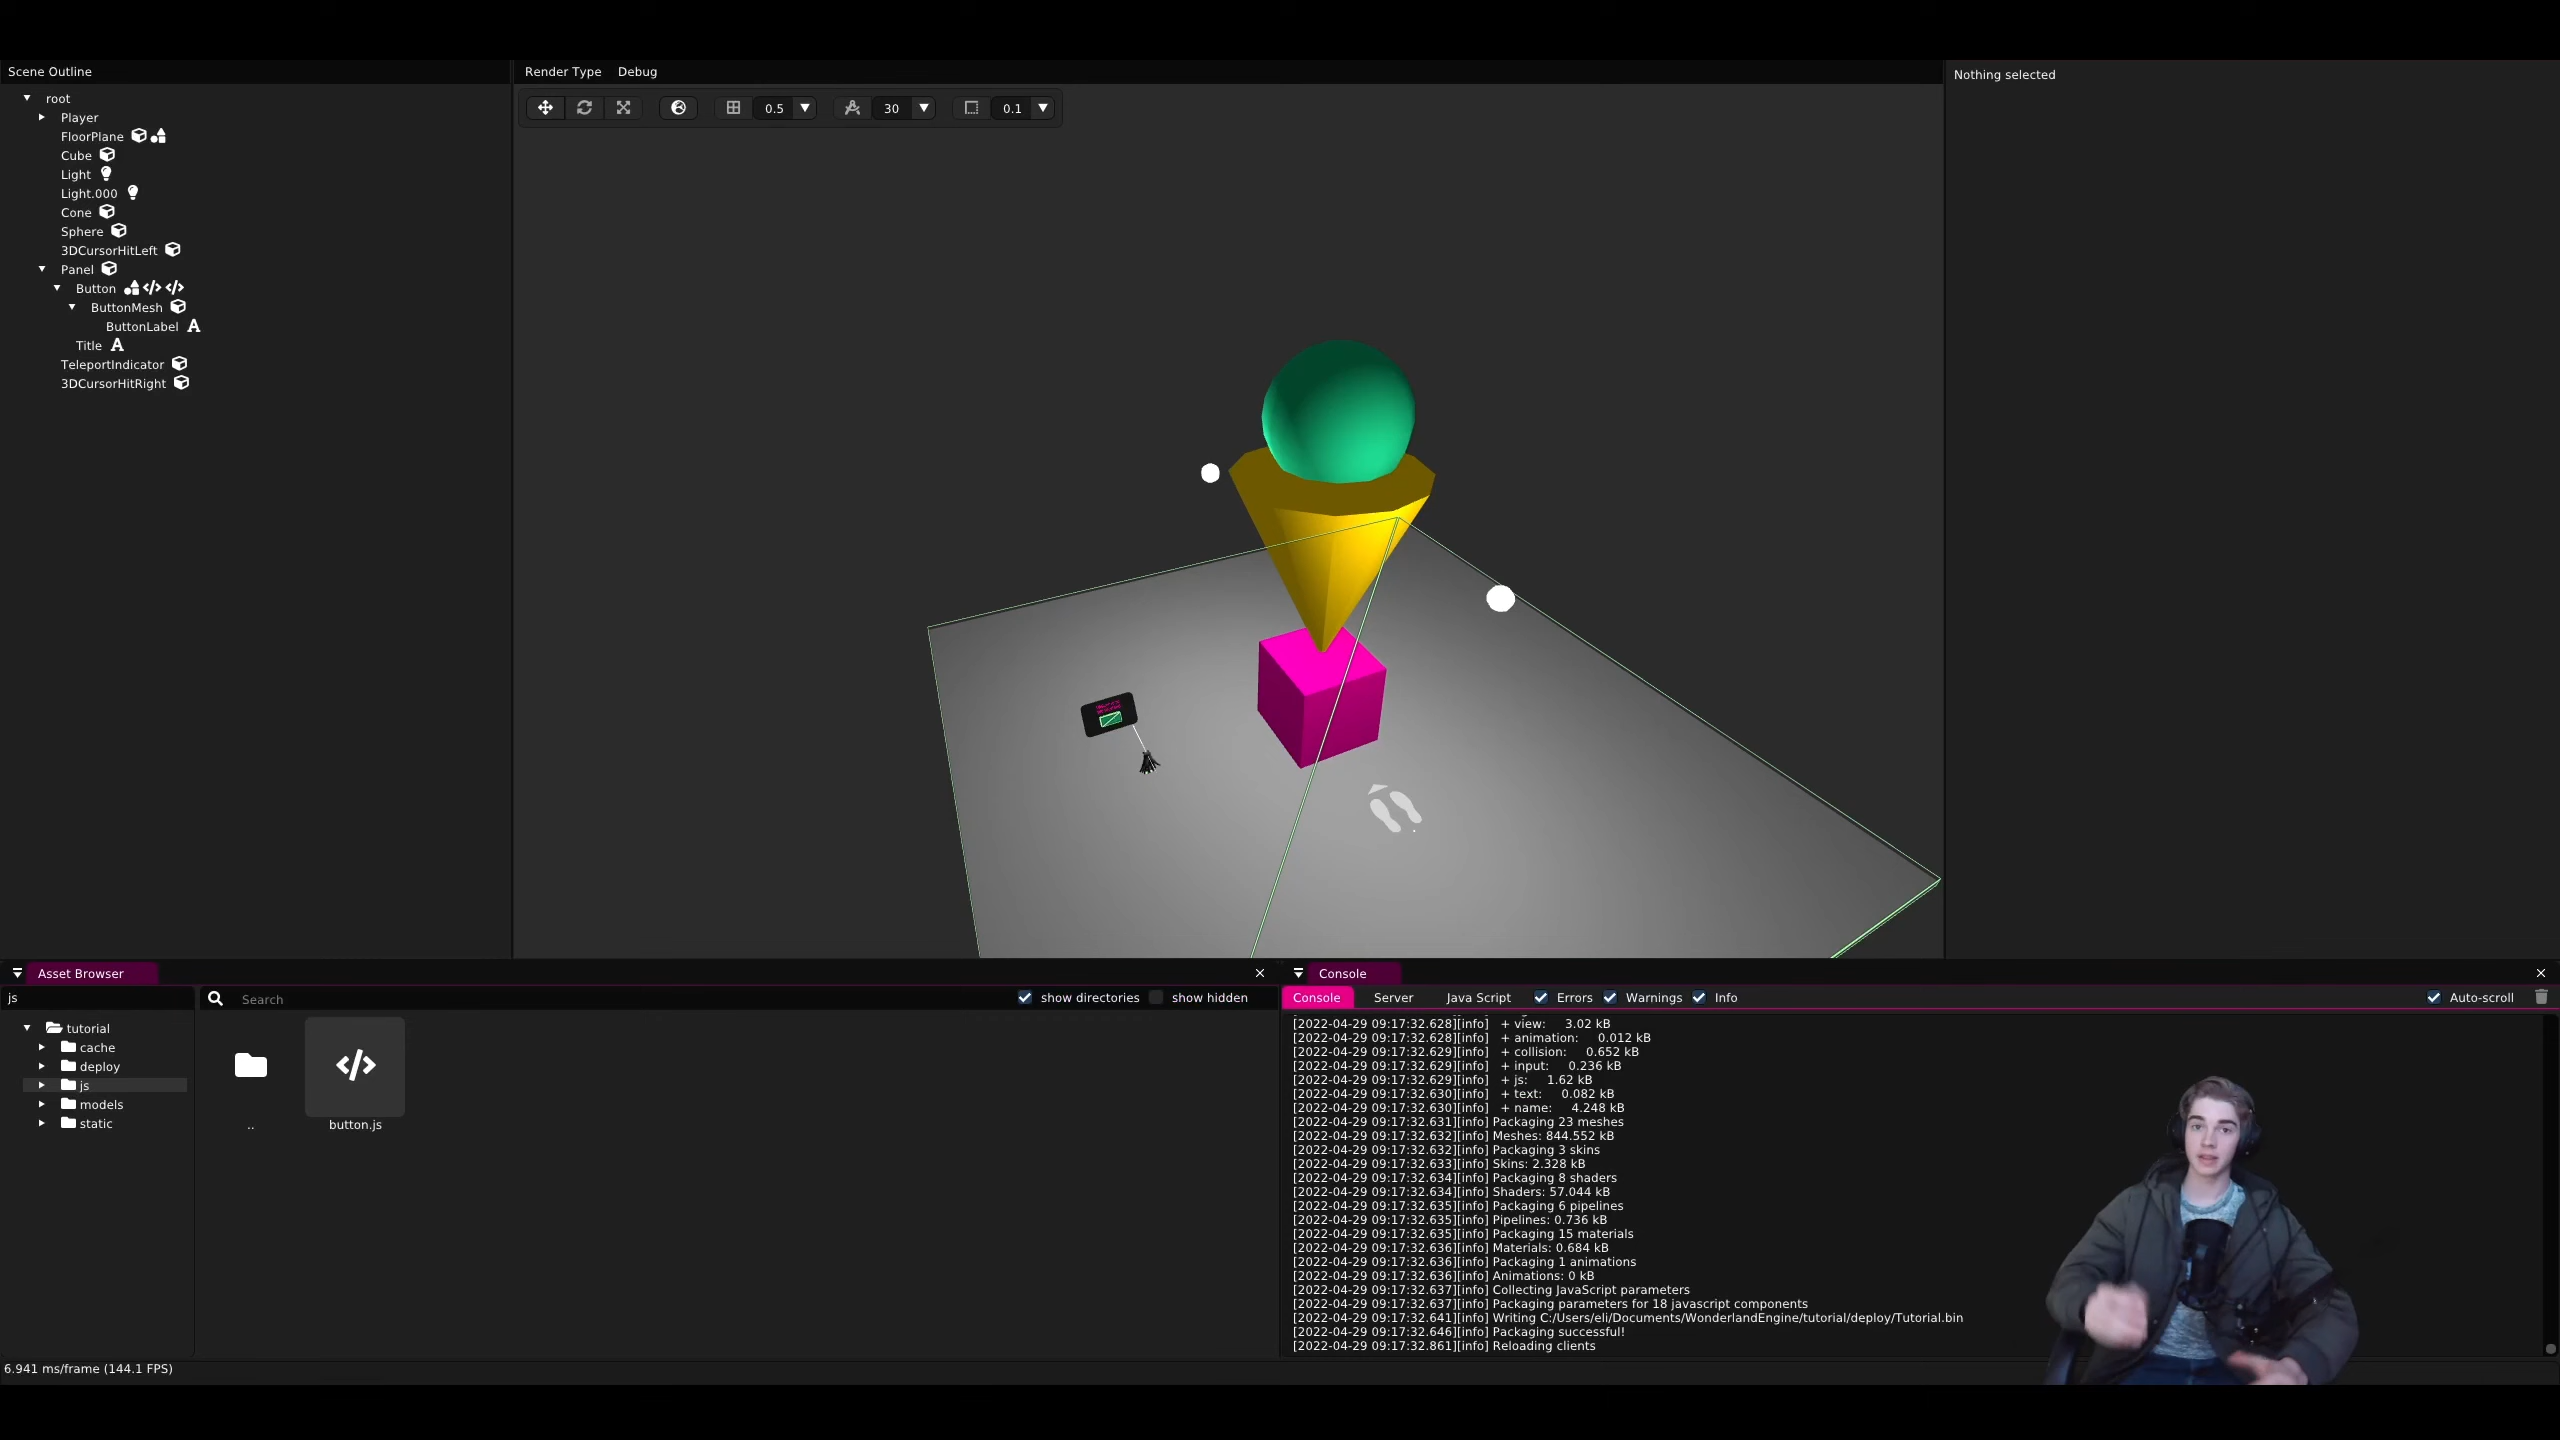 Scene Outline
root
Player
FloorPlane
Cube
Light
Light.000
Cone
Sphere
3DCursorHitLeft
Panel
Button
ButtonMesh
ButtonLabel
Title
TeleportIndicator
3DCursorHitRight
Render Type Debug
0.5 30 0.1
Nothing selected
Asset Browser
js
Search
show directories show hidden
tutorial
cache
deploy
js
models
static
..
button.js
6.941 ms/frame (144.1 FPS)
Console
Console Server Java Script Errors Warnings Info Auto-scroll
[2022-04-29 09:17:32.628][info] + view: 3.02 kB
[2022-04-29 09:17:32.628][info] + animation: 0.012 kB
[2022-04-29 09:17:32.629][info] + collision: 0.652 kB
[2022-04-29 09:17:32.629][info] + input: 0.236 kB
[2022-04-29 09:17:32.629][info] + js: 1.62 kB
[2022-04-29 09:17:32.630][info] + text: 0.082 kB
[2022-04-29 09:17:32.630][info] + name: 4.248 kB
[2022-04-29 09:17:32.631][info] Packaging 23 meshes
[2022-04-29 09:17:32.632][info] Meshes: 844.552 kB
[2022-04-29 09:17:32.632][info] Packaging 3 skins
[2022-04-29 09:17:32.633][info] Skins: 2.328 kB
[2022-04-29 09:17:32.634][info] Packaging 8 shaders
[2022-04-29 09:17:32.634][info] Shaders: 57.044 kB
[2022-04-29 09:17:32.635][info] Packaging 6 pipelines
[2022-04-29 09:17:32.635][info] Pipelines: 0.736 kB
[2022-04-29 09:17:32.635][info] Packaging 15 materials
[2022-04-29 09:17:32.636][info] Materials: 0.684 kB
[2022-04-29 09:17:32.636][info] Packaging 1 animations
[2022-04-29 09:17:32.636][info] Animations: 0 kB
[2022-04-29 09:17:32.637][info] Collecting JavaScript parameters
[2022-04-29 09:17:32.637][info] Packaging parameters for 18 javascript components
[2022-04-29 09:17:32.641][info] Writing C:/Users/eli/Documents/WonderlandEngine/tutorial/deploy/Tutorial.bin
[2022-04-29 09:17:32.646][info] Packaging successful!
[2022-04-29 09:17:32.861][info] Reloading clients